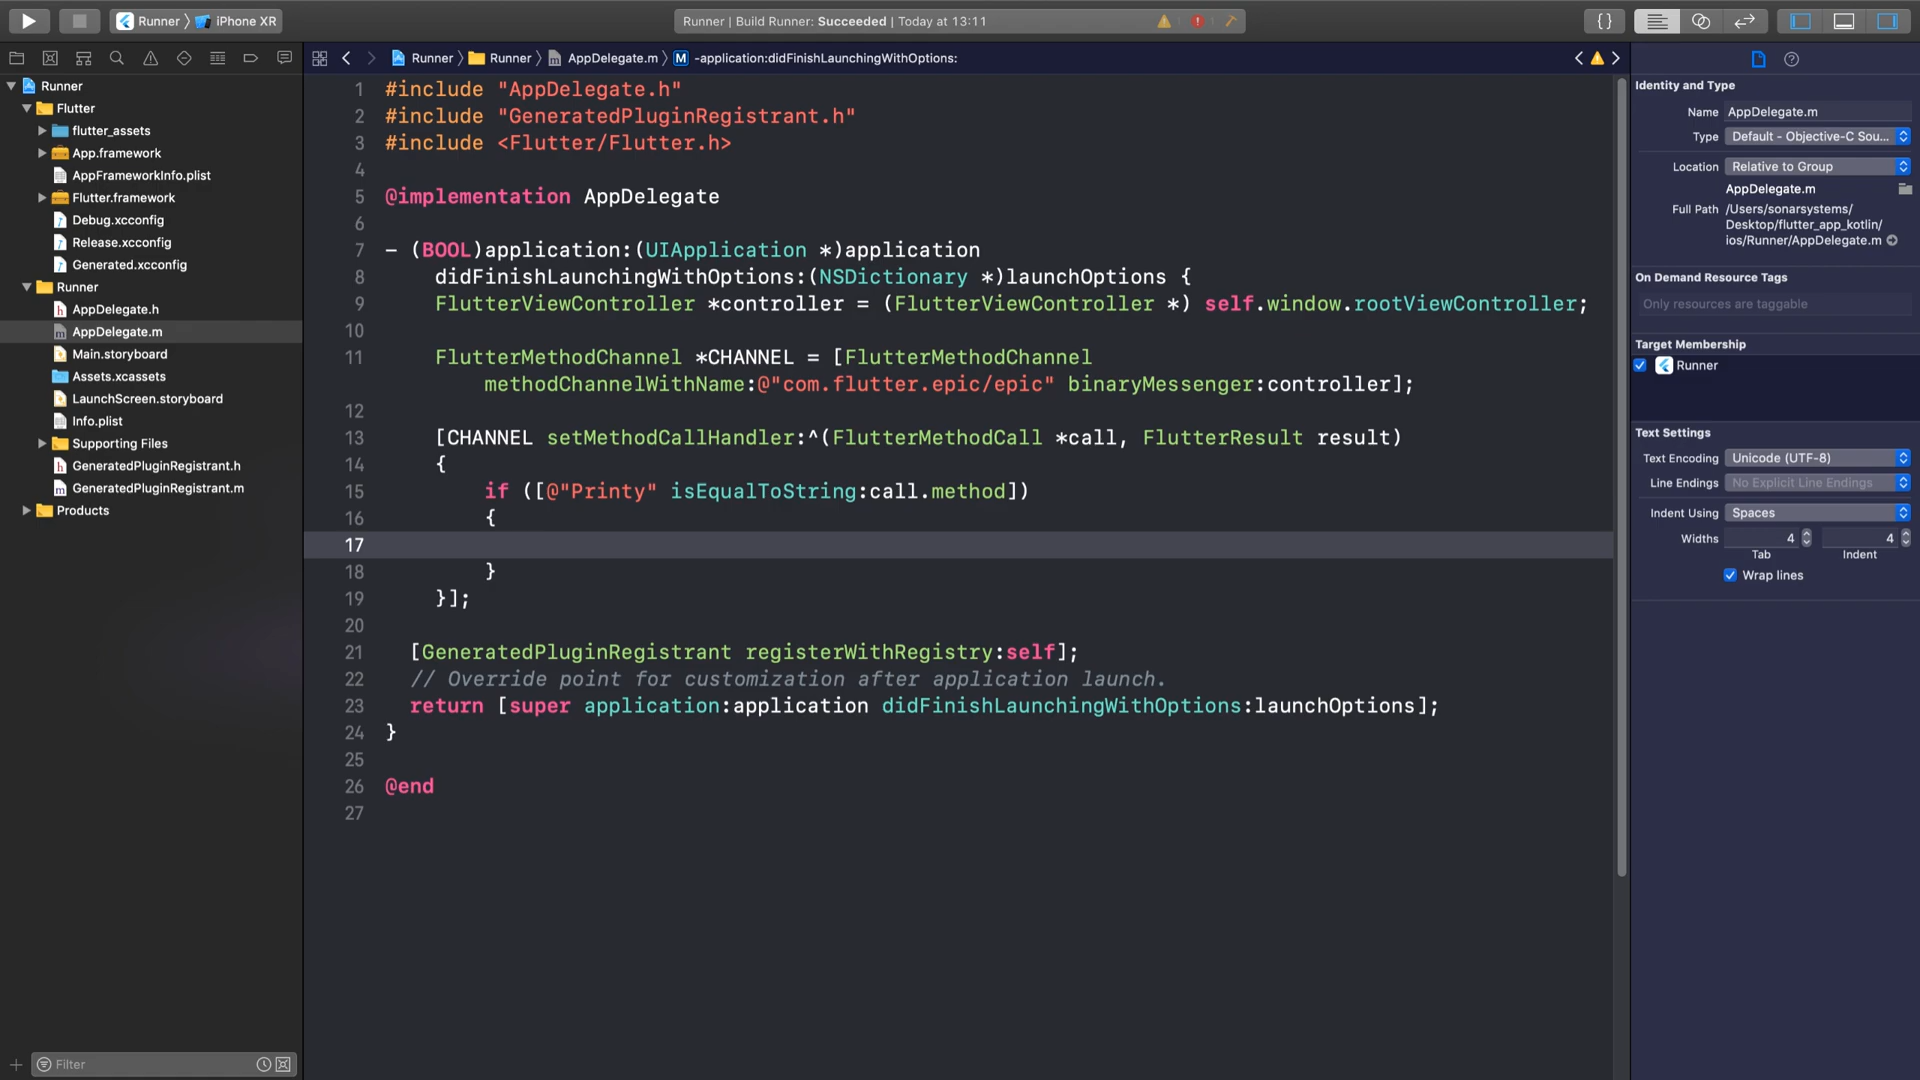 Runner iPhone XR
Runner | Build Runner: Succeeded | Today at 13:11
{ }
Runner Runner AppDelegate.m M -application:didFinishLaunchingWithOptions:
Runner
Flutter
flutter_assets
App.framework
AppFrameworkInfo.plist
Flutter.framework
Debug.xcconfig
Release.xcconfig
Generated.xcconfig
Runner
AppDelegate.h
AppDelegate.m
Main.storyboard
Assets.xcassets
LaunchScreen.storyboard
Info.plist
Supporting Files
GeneratedPluginRegistrant.h
GeneratedPluginRegistrant.m
Products
Filter
1 #include "AppDelegate.h"
2 #include "GeneratedPluginRegistrant.h"
3 #include <Flutter/Flutter.h>
4
5 @implementation AppDelegate
6
7 - (BOOL)application:(UIApplication *)application
8 didFinishLaunchingWithOptions:(NSDictionary *)launchOptions {
9 FlutterViewController *controller = (FlutterViewController *) self.window.rootViewController;
10
11 FlutterMethodChannel *CHANNEL = [FlutterMethodChannel
methodChannelWithName:@"com.flutter.epic/epic" binaryMessenger:controller];
12
13 [CHANNEL setMethodCallHandler:^(FlutterMethodCall *call, FlutterResult result)
14 {
15 if ([@"Printy" isEqualToString:call.method])
16 {
17
18 }
19 }];
20
21 [GeneratedPluginRegistrant registerWithRegistry:self];
22 // Override point for customization after application launch.
23 return [super application:application didFinishLaunchingWithOptions:launchOptions];
24 }
25
26 @end
27
Identity and Type
Name AppDelegate.m
Type Default - Objective-C Sou...
Location Relative to Group
AppDelegate.m
Full Path /Users/sonarsystems/
Desktop/flutter_app_kotlin/
ios/Runner/AppDelegate.m
On Demand Resource Tags
Only resources are taggable
Target Membership
Runner
Text Settings
Text Encoding Unicode (UTF-8)
Line Endings No Explicit Line Endings
Indent Using Spaces
Widths 4 4
Tab Indent
Wrap lines